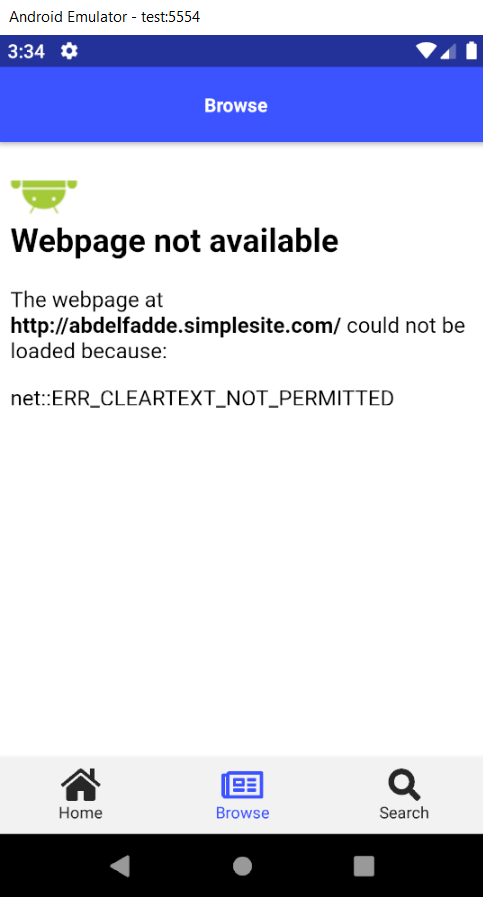 Android Emulator - test:5554
3:34
Browse
Webpage not available
The webpage at
http://abdelfadde.simplesite.com/ could not be
loaded because:
net::ERR_CLEARTEXT_NOT_PERMITTED
Home
Browse
Search